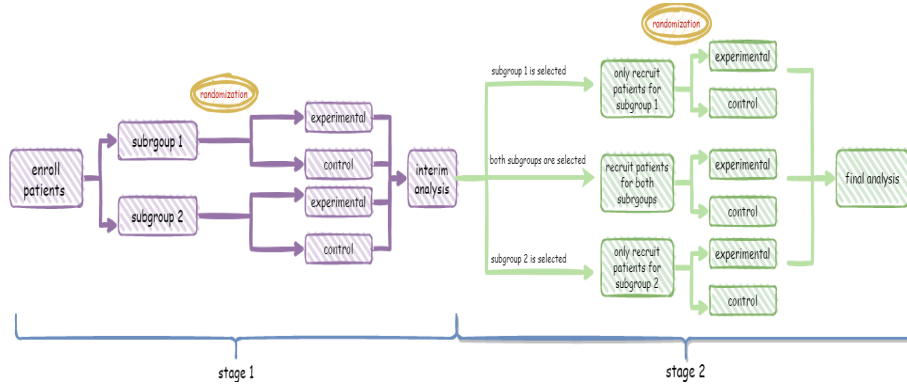 enroll
patients
subrgoup 1
subgroup 2
randomization
experimental
control
experimental
control
interim
analysis
subgroup 1 is selected
both subgroups are selected
subgroup 2 is selected
only recruit
patients for
subgroup 1
recruit patients
for both
subrgoups
only recruit
patients for
subgroup 2
randomization
experimental
control
experimental
control
experimental
control
final analysis
stage 1
stage 2